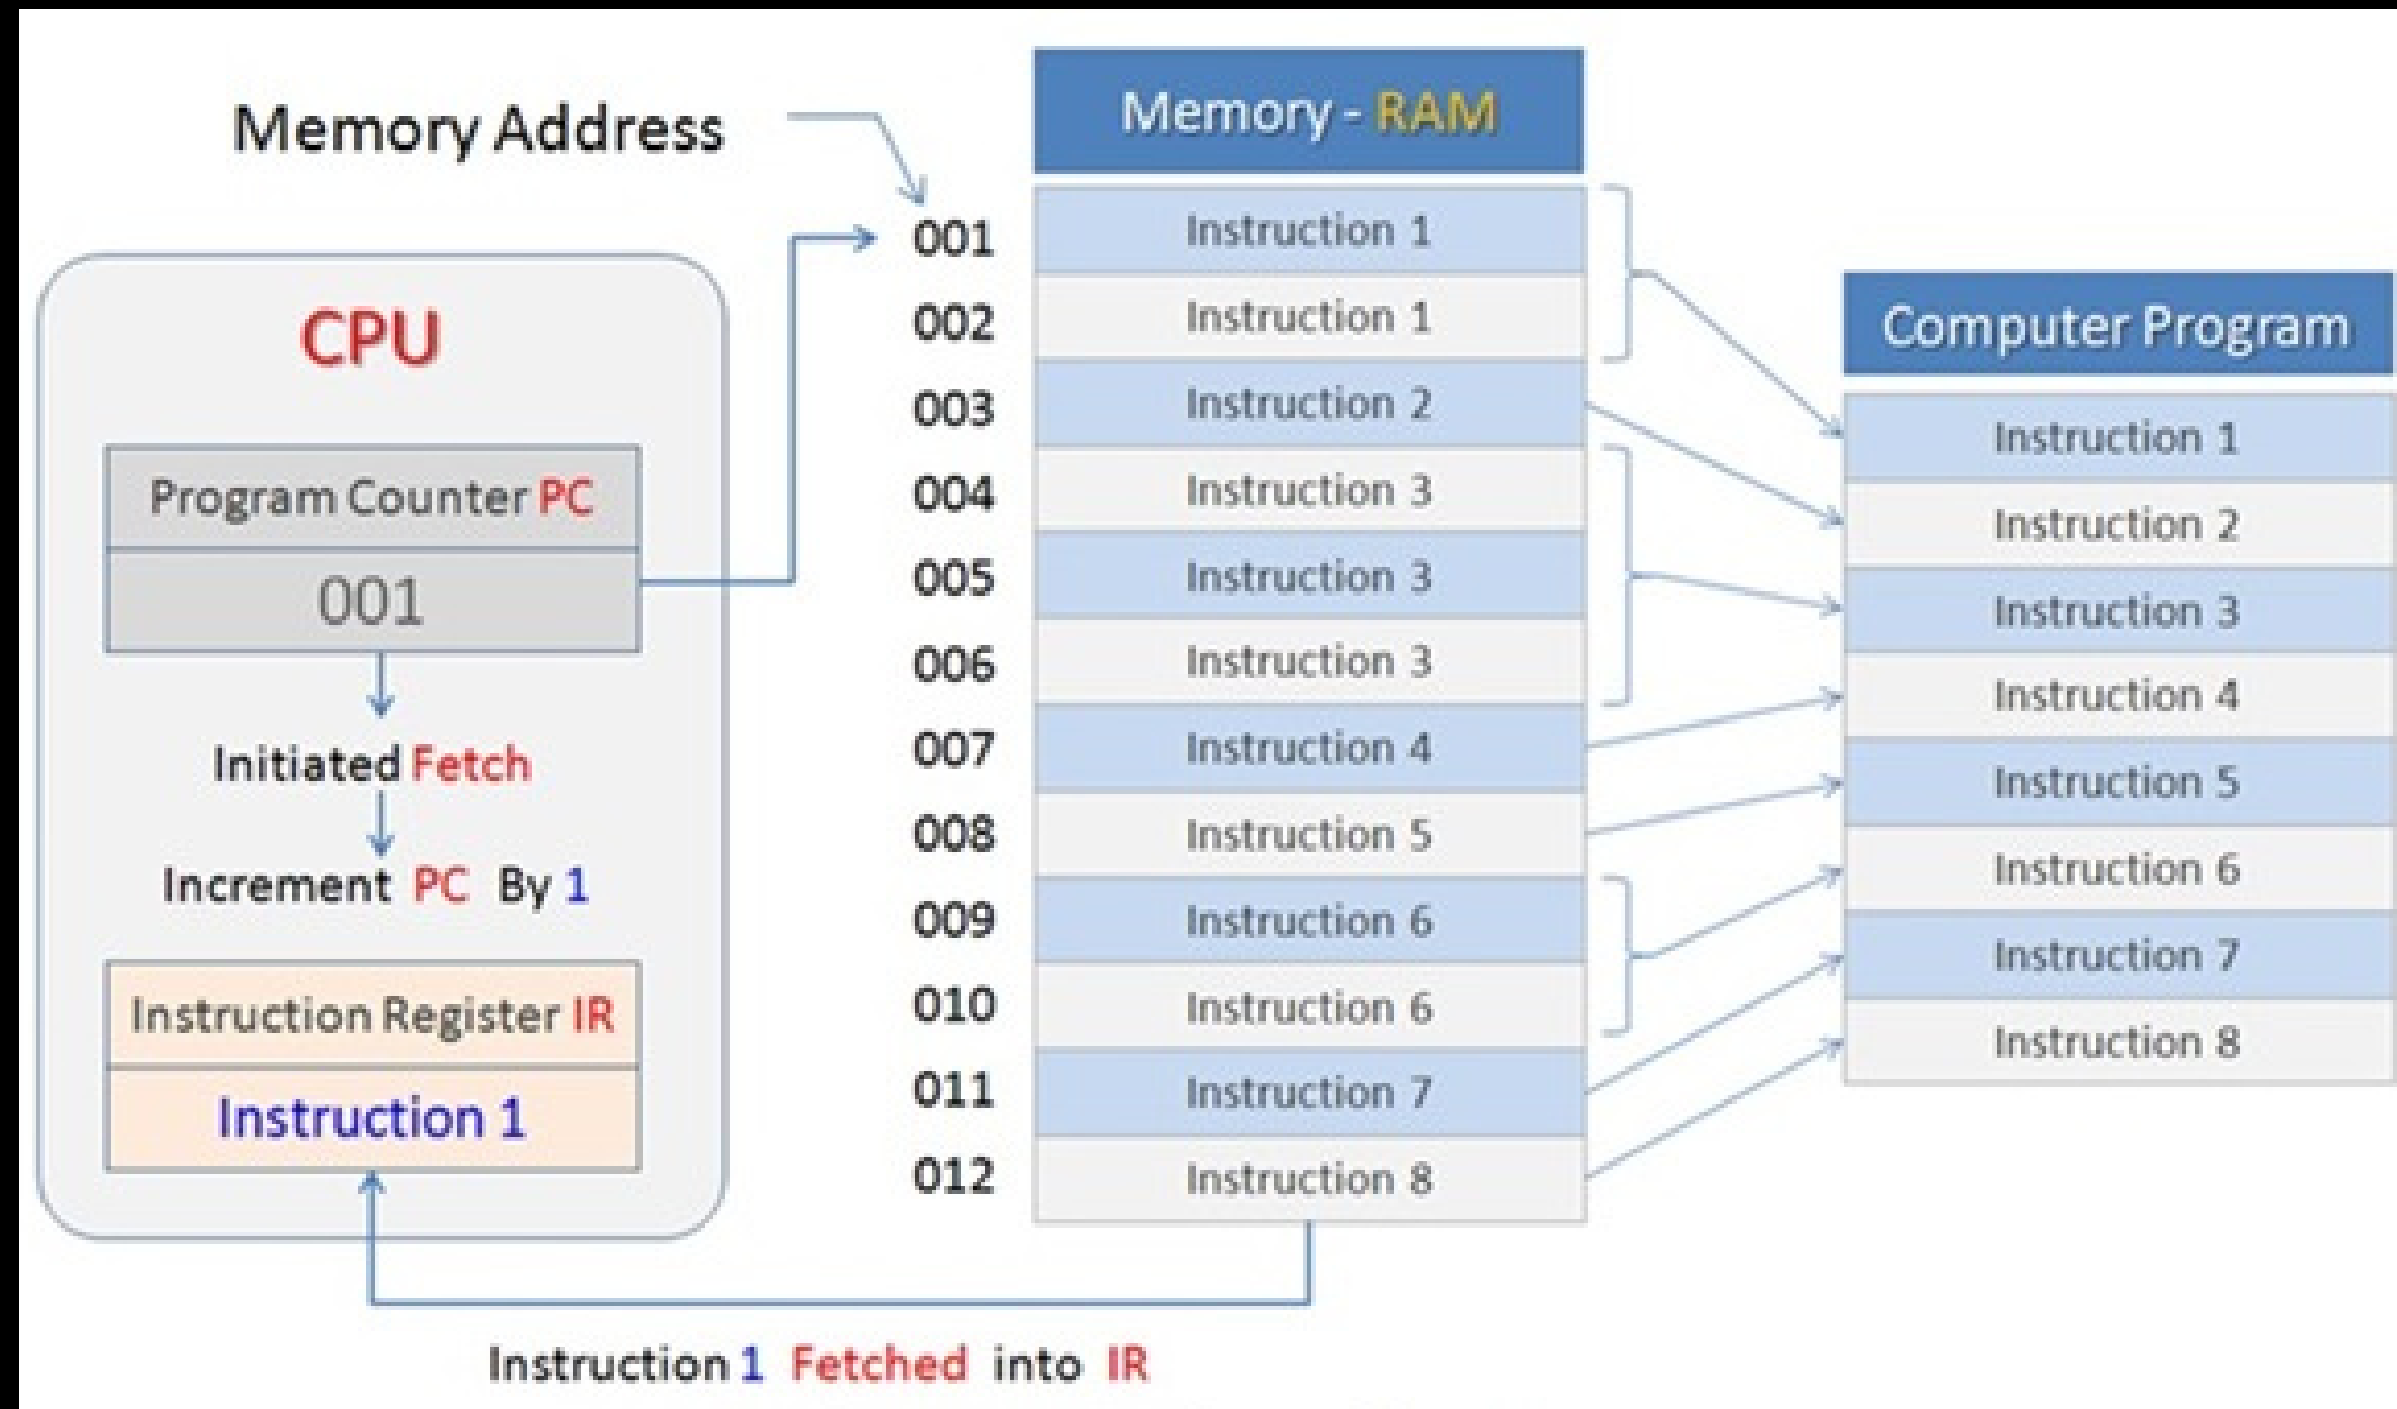 Memory Address
CPU
Program Counter PC
001
Initiated Fetch
Increment PC By 1
Instruction Register IR
Instruction 1
Memory - RAM
001 Instruction 1
002 Instruction 1
003 Instruction 2
004 Instruction 3
005 Instruction 3
006 Instruction 3
007 Instruction 4
008 Instruction 5
009 Instruction 6
010 Instruction 6
011 Instruction 7
012 Instruction 8
Computer Program
Instruction 1
Instruction 2
Instruction 3
Instruction 4
Instruction 5
Instruction 6
Instruction 7
Instruction 8
Instruction 1 Fetched into IR